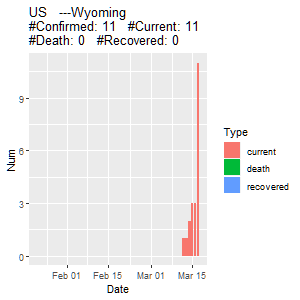 US   ---Wyoming
#Confirmed: 11   #Current: 11
#Death: 0   #Recovered: 0
Num
9
6
3
0
Feb 01
Feb 15
Mar 01
Mar 15
Date
Type
current
death
recovered